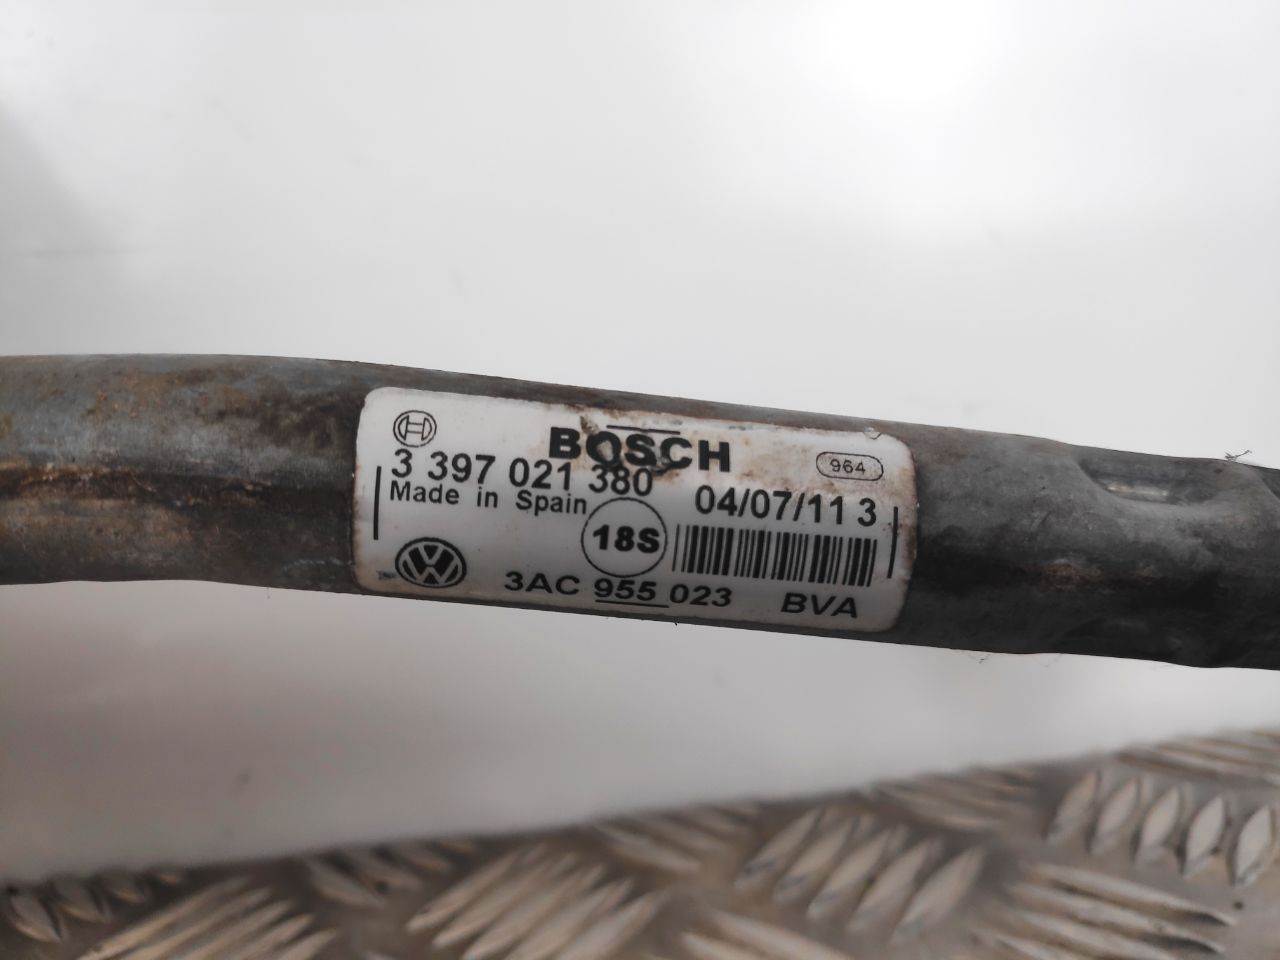 BOSCH
964
3 397 021 380
04/07/11 3
Made in Spain
18S
3AC 955 023 BVA